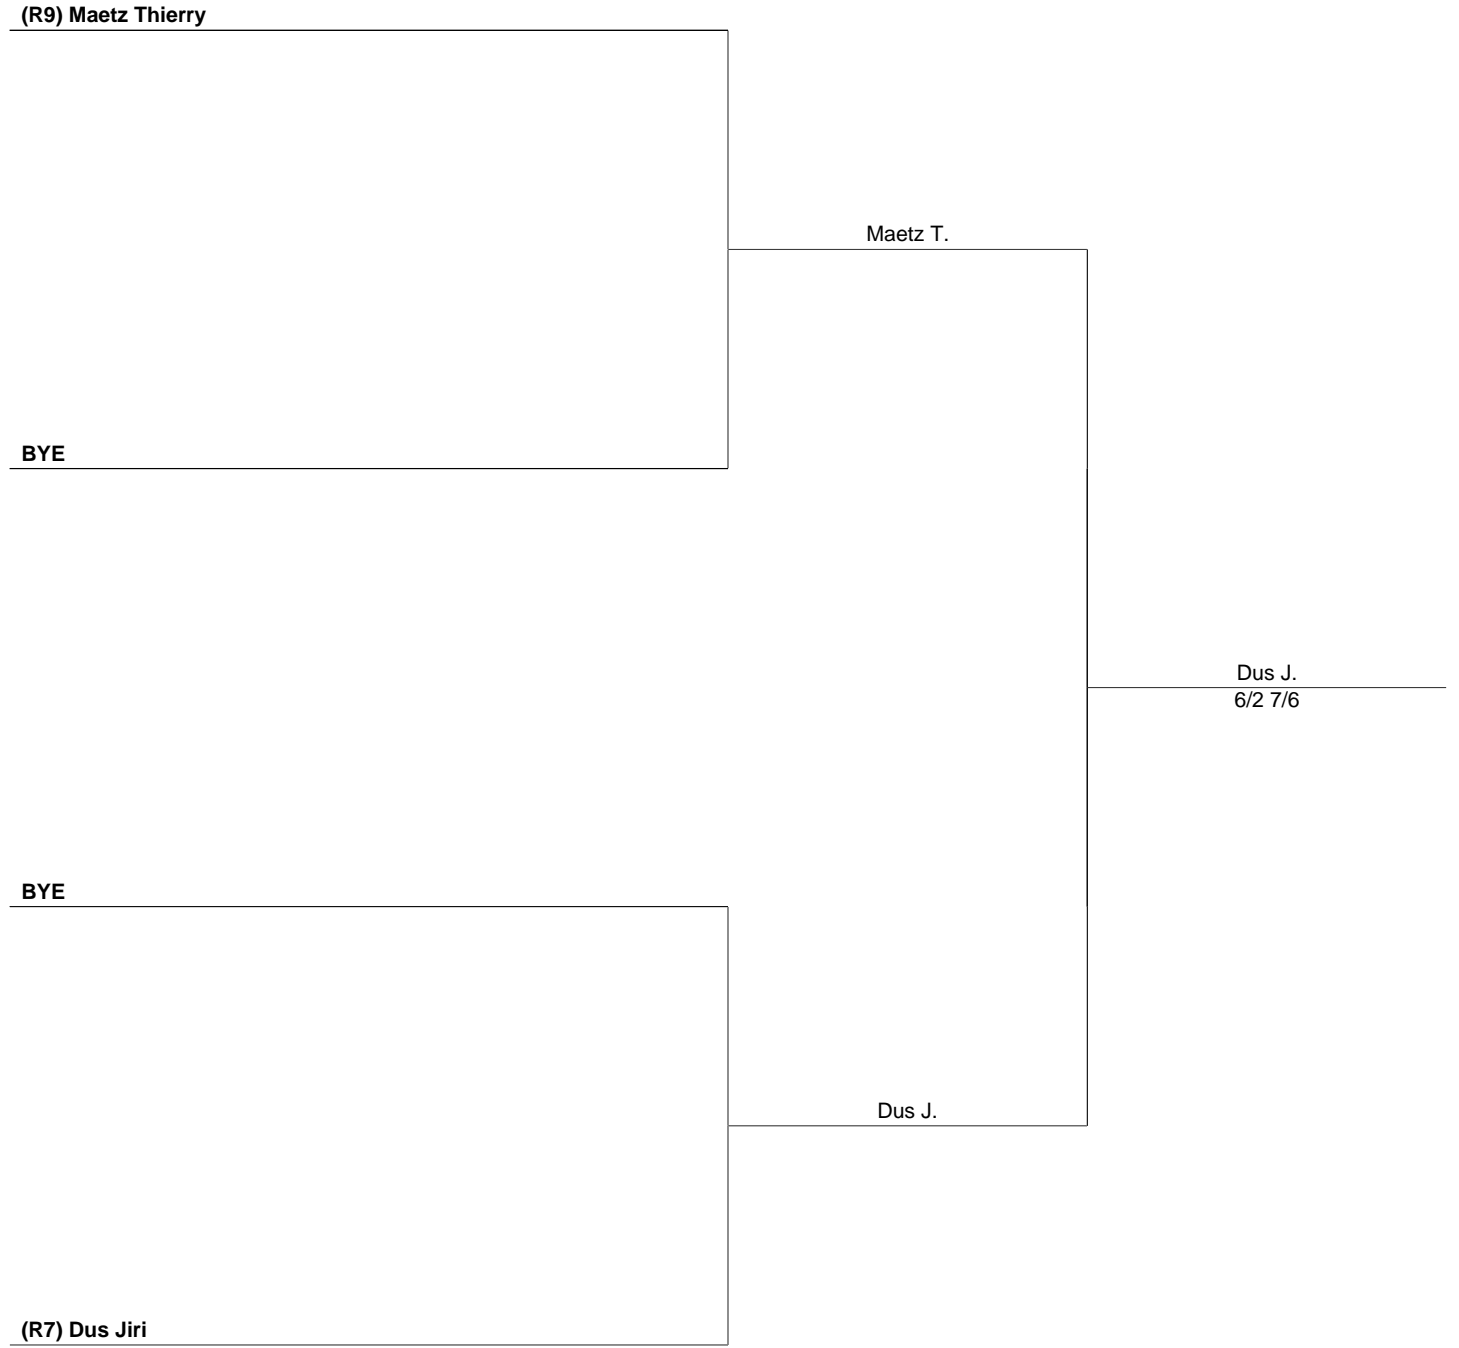 (R9) Maetz Thierry
Maetz T.
BYE
Dus J.
6/2 7/6
BYE
Dus J.
(R7) Dus Jiri